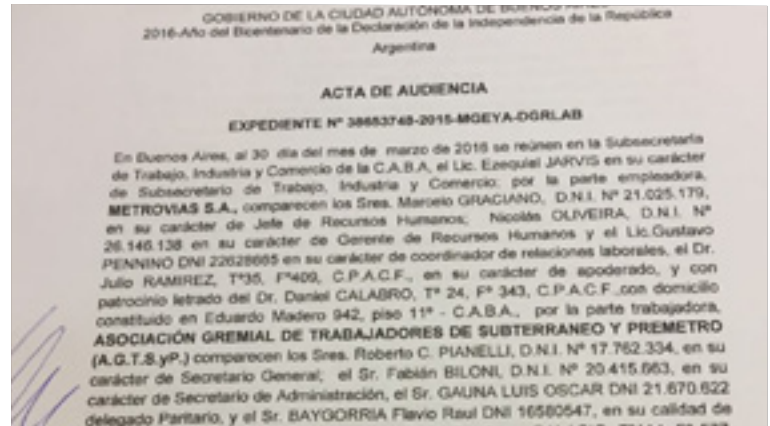 GOBIERNO DE LA CIUDAD AUTÓNOMA DE BUENOS
2016-Año del Bicentenario de la Declaración de la Independencia de la República
Argentina
ACTA DE AUDIENCIA
EXPEDIENTE Nº 38683748-2015-MGEYA-DGRLAB
En Buenos Aires, al 30 día del mes de marzo de 2016 se reúnen en la Subsecretaría
de Trabajo, Industria y Comercio de la C.A.B.A, el Lic. Ezequiel JARVIS en su carácter
de Subsecretario de Trabajo, Industria y Comercio; por la parte empleadora,
METROVIAS S.A., comparecen los Sres. Marcelo GRACIANO, D.N.I. Nº 21.025.179,
en su carácter de Jefe de Recursos Humanos; Nicolás OLIVEIRA, D.N.I. Nº
26.146.138 en su carácter de Gerente de Recursos Humanos y el Lic.Gustavo
PENNINO DNI 22628665 en su carácter de coordinador de relaciones laborales, el Dr.
Julio RAMIREZ, Tº35, Fº409, C.P.A.C.F., en su carácter de apoderado, y con
patrocinio letrado del Dr. Daniel CALABRO, Tº 24, Fº 343, C.P.A.C.F.,con domicilio
constituido en Eduardo Madero 942, piso 11º - C.A.B.A., por la parte trabajadora,
ASOCIACIÓN GREMIAL DE TRABAJADORES DE SUBTERRANEO Y PREMETRO
(A.G.T.S.yP.) comparecen los Sres. Roberto C. PIANELLI, D.N.I. Nº 17.762.334, en su
carácter de Secretario General; el Sr. Fabián BILONI, D.N.I. Nº 20.415.663, en su
carácter de Secretario de Administración, el Sr. GAUNA LUIS OSCAR DNI 21.670.622
delegado Paritario, y el Sr. BAYGORRIA Flavio Raul DNI 16580547, en su calidad de